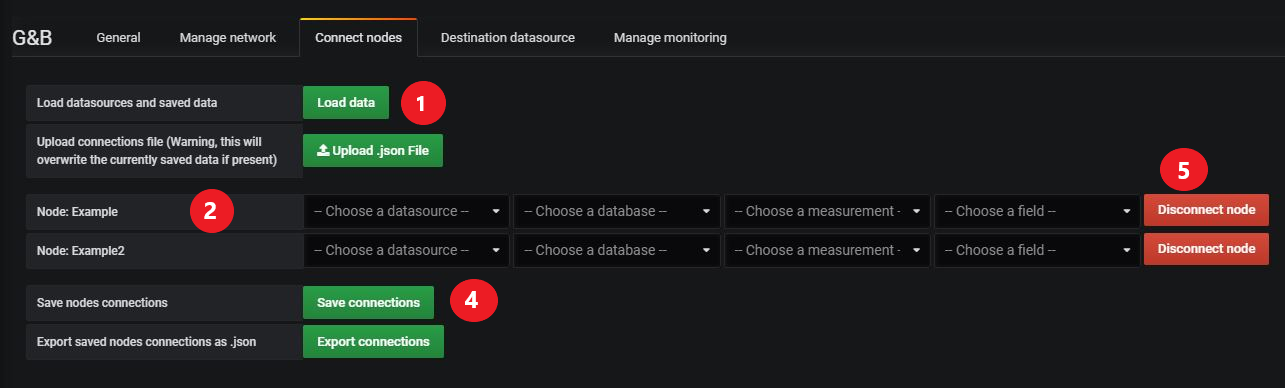 G&B General Manage network Connect nodes Destination datasource Manage monitoring
Load datasources and saved data Load data 1
Upload connections file (Warning, this will
overwrite the currently saved data if present) Upload .json File
5
Node: Example 2 -- Choose a datasource -- -- Choose a database -- -- Choose a measurement - -- Choose a field -- Disconnect node
Node: Example2 -- Choose a datasource -- -- Choose a database -- -- Choose a measurement - -- Choose a field -- Disconnect node
Save nodes connections Save connections 4
Export saved nodes connections as .json Export connections